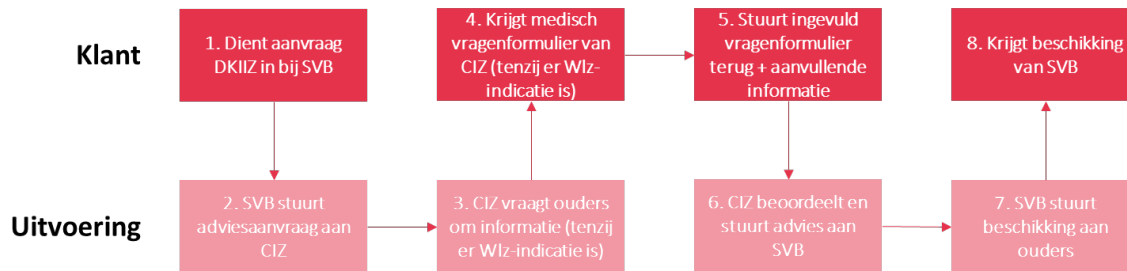 Klant
1. Dient aanvraag
DKIIZ in bij SVB
4. Krijgt medisch
vragenformulier van
CIZ (tenzij er Wlz-
indicatie is)
5. Stuurt ingevuld
vragenformulier
terug + aanvullende
informatie
8. Krijgt beschikking
van SVB
Uitvoering
2. SVB stuurt
adviesaanvraag aan
CIZ
3. CIZ vraagt ouders
om informatie (tenzij
er Wlz-indicatie is)
6. CIZ beoordeelt en
stuurt advies aan
SVB
7. SVB stuurt
beschikking aan
ouders